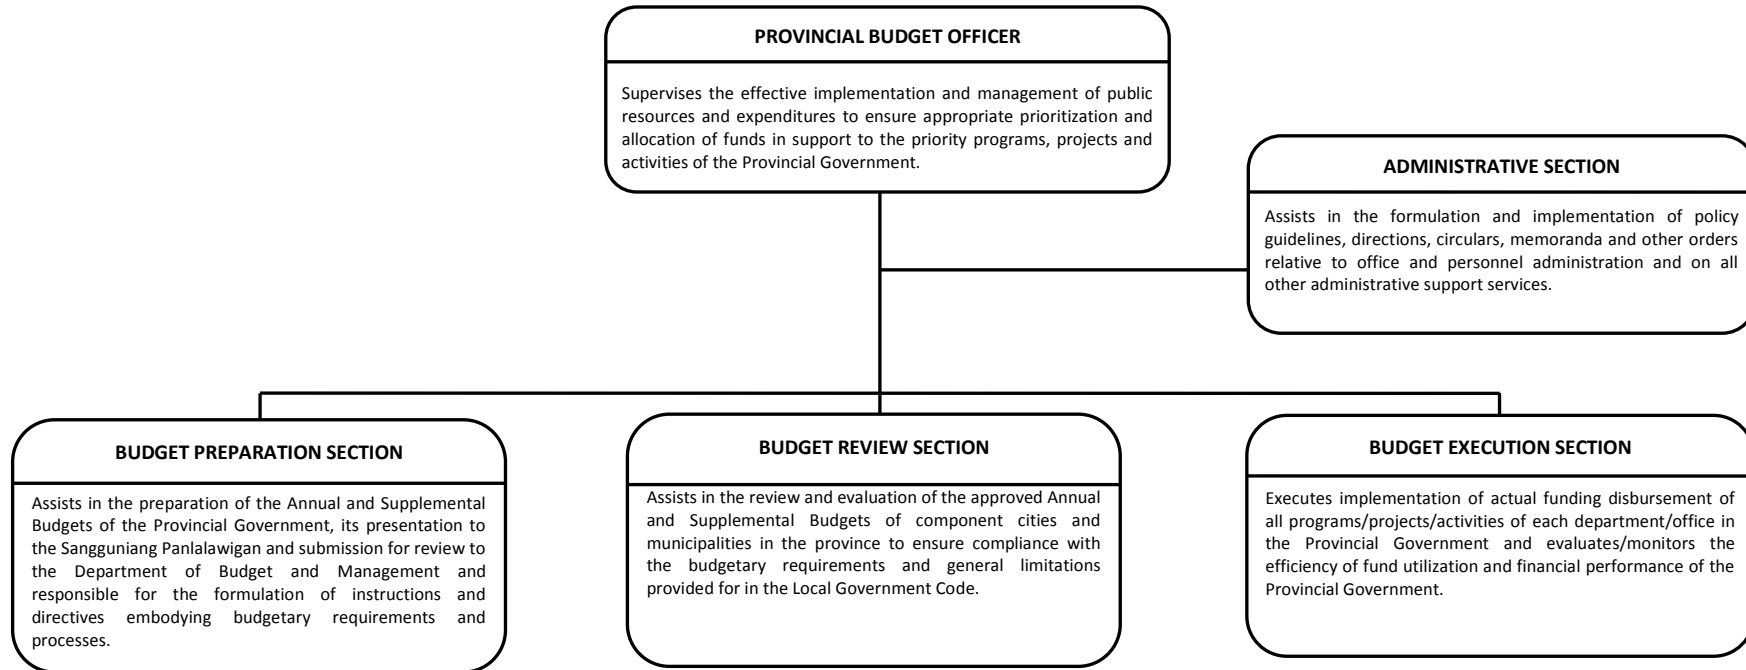 PROVINCIAL BUDGET OFFICER
Supervises the effective implementation and management of public
resources and expenditures to ensure appropriate prioritization and
allocation of funds in support to the priority programs, projects and
activities of the Provincial Government.
ADMINISTRATIVE SECTION
Assists in the formulation and implementation of policy
guidelines, directions, circulars, memoranda and other orders
relative to office and personnel administration and on all
other administrative support services.
BUDGET PREPARATION SECTION
Assists in the preparation of the Annual and Supplemental
Budgets of the Provincial Government, its presentation to
the Sangguniang Panlalawigan and submission for review to
the Department of Budget and Management and
responsible for the formulation of instructions and
directives embodying budgetary requirements and
processes.
BUDGET REVIEW SECTION
Assists in the review and evaluation of the approved Annual
and Supplemental Budgets of component cities and
municipalities in the province to ensure compliance with
the budgetary requirements and general limitations
provided for in the Local Government Code.
BUDGET EXECUTION SECTION
Executes implementation of actual funding disbursement of
all programs/projects/activities of each department/office in
the Provincial Government and evaluates/monitors the
efficiency of fund utilization and financial performance of the
Provincial Government.